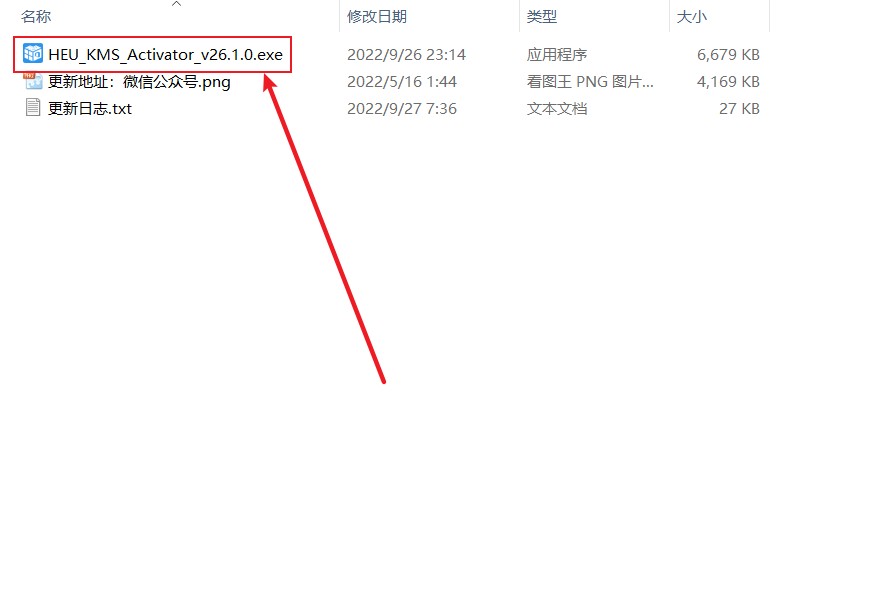 名称 修改日期 类型 大小
HEU_KMS_Activator_v26.1.0.exe 2022/9/26 23:14 应用程序 6,679 KB
更新地址：微信公众号.png 2022/5/16 1:44 看图王 PNG 图片... 4,169 KB
更新日志.txt 2022/9/27 7:36 文本文档 27 KB